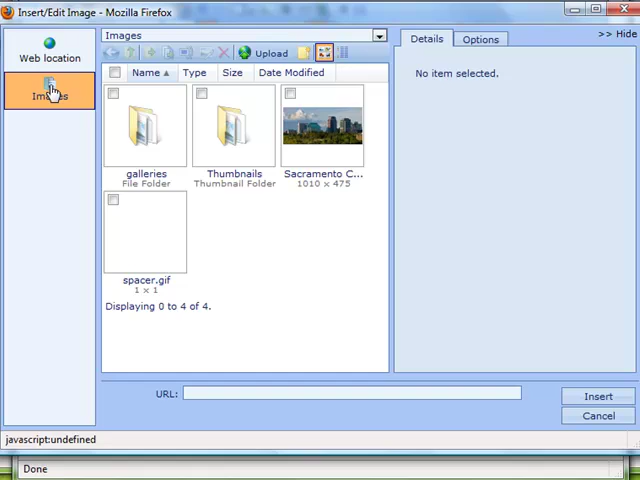 Insert/Edit Image - Mozilla Firefox
Web location
Images
Images
Upload
Name Type Size Date Modified
galleries
File Folder
Thumbnails
Thumbnail Folder
Sacramento C...
1010 x 475
spacer.gif
1 x 1
Displaying 0 to 4 of 4.
Details Options
>> Hide
No item selected.
URL:
Insert
Cancel
javascript:undefined
Done